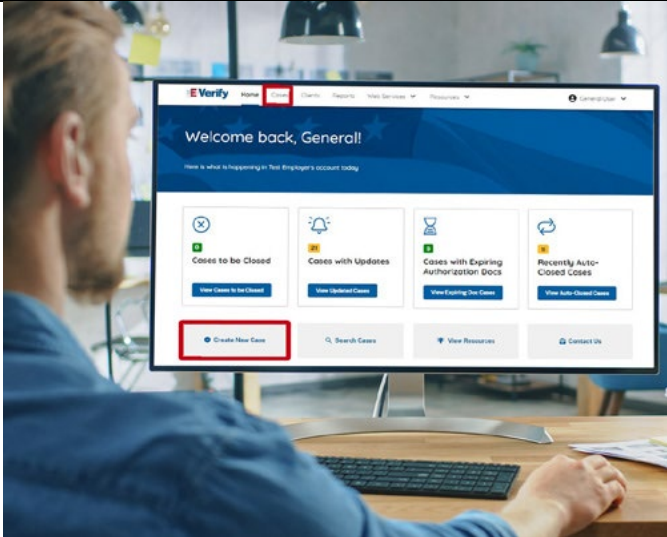 E Verify Home Cases Clients Reports Web Services Resources General User
Welcome back, General!
Here is what is happening in Test Employer's account today
0 21 0 0
Cases to be Closed
Cases with Updates
Cases with Expiring
Authorization Docs
Recently Auto-
Closed Cases
View Cases to be Closed View Updated Cases View Expiring Doc Cases View Auto-Closed Cases
Create New Case Search Cases View Resources Contact Us